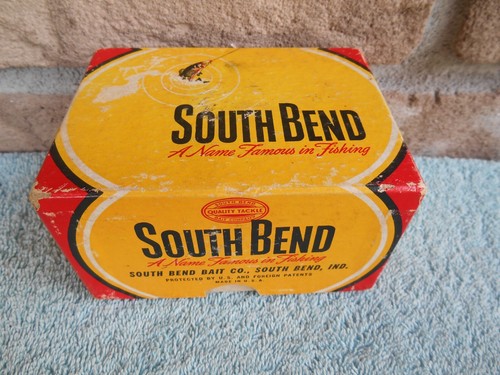 SOUTH BEND
A Name Famous in Fishing
SOUTH BEND
QUALITY TACKLE
SOUTH BEND
A Name Famous in Fishing
SOUTH BEND BAIT CO., SOUTH BEND, IND.
PROTECTED BY U.S. AND FOREIGN PATENTS
MADE IN U.S.A.